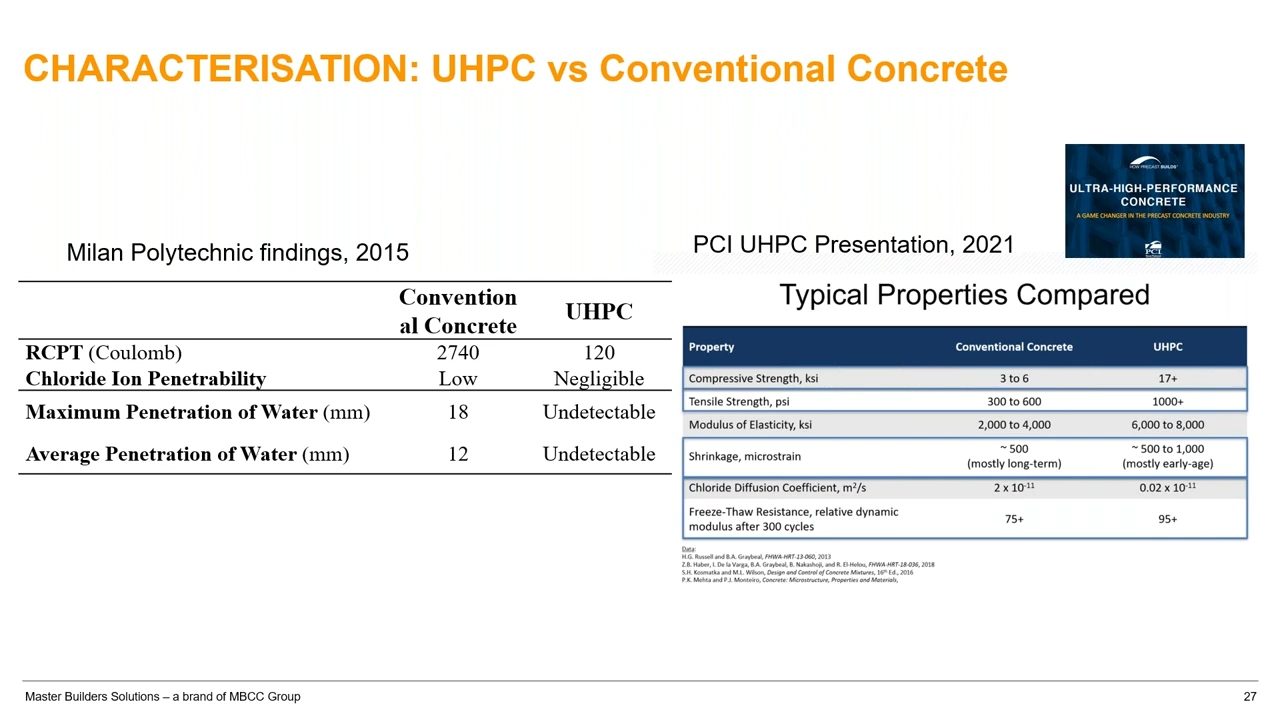 CHARACTERISATION: UHPC vs Conventional Concrete
HOW PRECAST BUILDS
ULTRA-HIGH-PERFORMANCE
CONCRETE
A GAME CHANGER IN THE PRECAST CONCRETE INDUSTRY
PCI
Milan Polytechnic findings, 2015
Convention
al Concrete UHPC
RCPT (Coulomb) 2740 120
Chloride Ion Penetrability Low Negligible
Maximum Penetration of Water (mm) 18 Undetectable
Average Penetration of Water (mm) 12 Undetectable
PCI UHPC Presentation, 2021
Typical Properties Compared
Property Conventional Concrete UHPC
Compressive Strength, ksi 3 to 6 17+
Tensile Strength, psi 300 to 600 1000+
Modulus of Elasticity, ksi 2,000 to 4,000 6,000 to 8,000
Shrinkage, microstrain ~ 500 (mostly long-term) ~ 500 to 1,000 (mostly early-age)
Chloride Diffusion Coefficient, m²/s 2 x 10⁻¹¹ 0.02 x 10⁻¹¹
Freeze-Thaw Resistance, relative dynamic
modulus after 300 cycles 75+ 95+
Data:
H.G. Russell and B.A. Graybeal, FHWA-HRT-13-060, 2013
Z.B. Haber, I. De la Varga, B.A. Graybeal, B. Nakashoji, and R. El-Helou, FHWA-HRT-18-036, 2018
S.H. Kosmatka and M.L. Wilson, Design and Control of Concrete Mixtures, 16th Ed., 2016
P.K. Mehta and P.J. Monteiro, Concrete: Microstructure, Properties and Materials,
Master Builders Solutions – a brand of MBCC Group
27